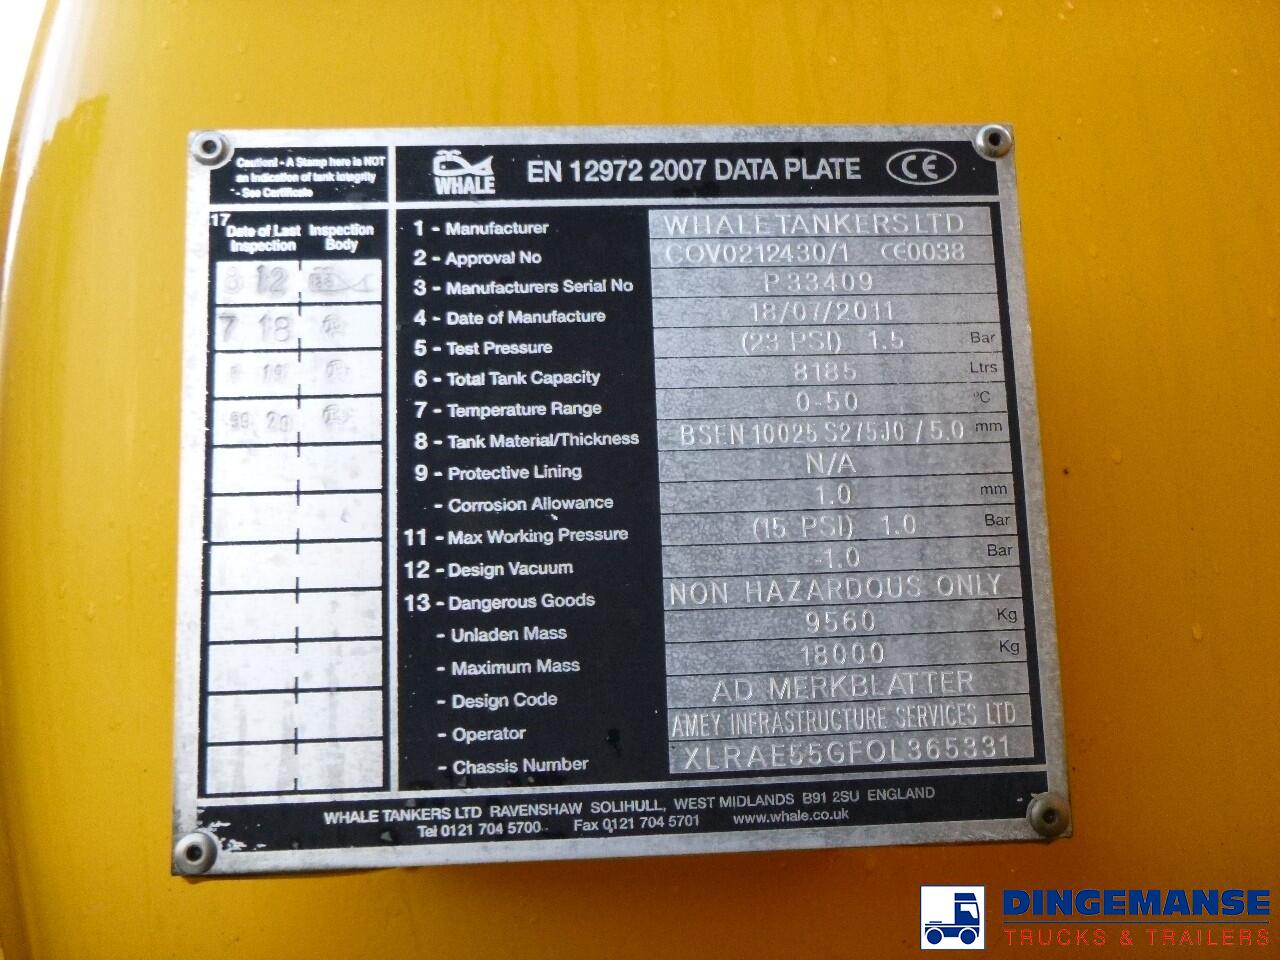 Caution! - A Stamp here is NOT
an Indication of tank integrity
- See Certificate
WHALE
EN 12972 2007 DATA PLATE CE
17
Date of Last Inspection
Inspection Body
8 12
7 18
19
20
1 - Manufacturer WHALE TANKERS LTD
2 - Approval No COV0212430/1 CE0038
3 - Manufacturers Serial No P33409
4 - Date of Manufacture 18/07/2011
5 - Test Pressure (23 PSI) 1.5 Bar
6 - Total Tank Capacity 8185 Ltrs
7 - Temperature Range 0-50 °C
8 - Tank Material/Thickness BSEN 10025 S275J0 / 5.0 mm
9 - Protective Lining N/A
- Corrosion Allowance 1.0 mm
11 - Max Working Pressure (15 PSI) 1.0 Bar
12 - Design Vacuum -1.0 Bar
13 - Dangerous Goods NON HAZARDOUS ONLY
- Unladen Mass 9560 Kg
- Maximum Mass 18000 Kg
- Design Code AD MERKBLATTER
- Operator AMEY INFRASTRUCTURE SERVICES LTD
- Chassis Number XLRAE55GF0L365331
WHALE TANKERS LTD RAVENSHAW SOLIHULL, WEST MIDLANDS B91 2SU ENGLAND
Tel 0121 704 5700 Fax 0121 704 5701 www.whale.co.uk
DINGEMANSE
TRUCKS & TRAILERS